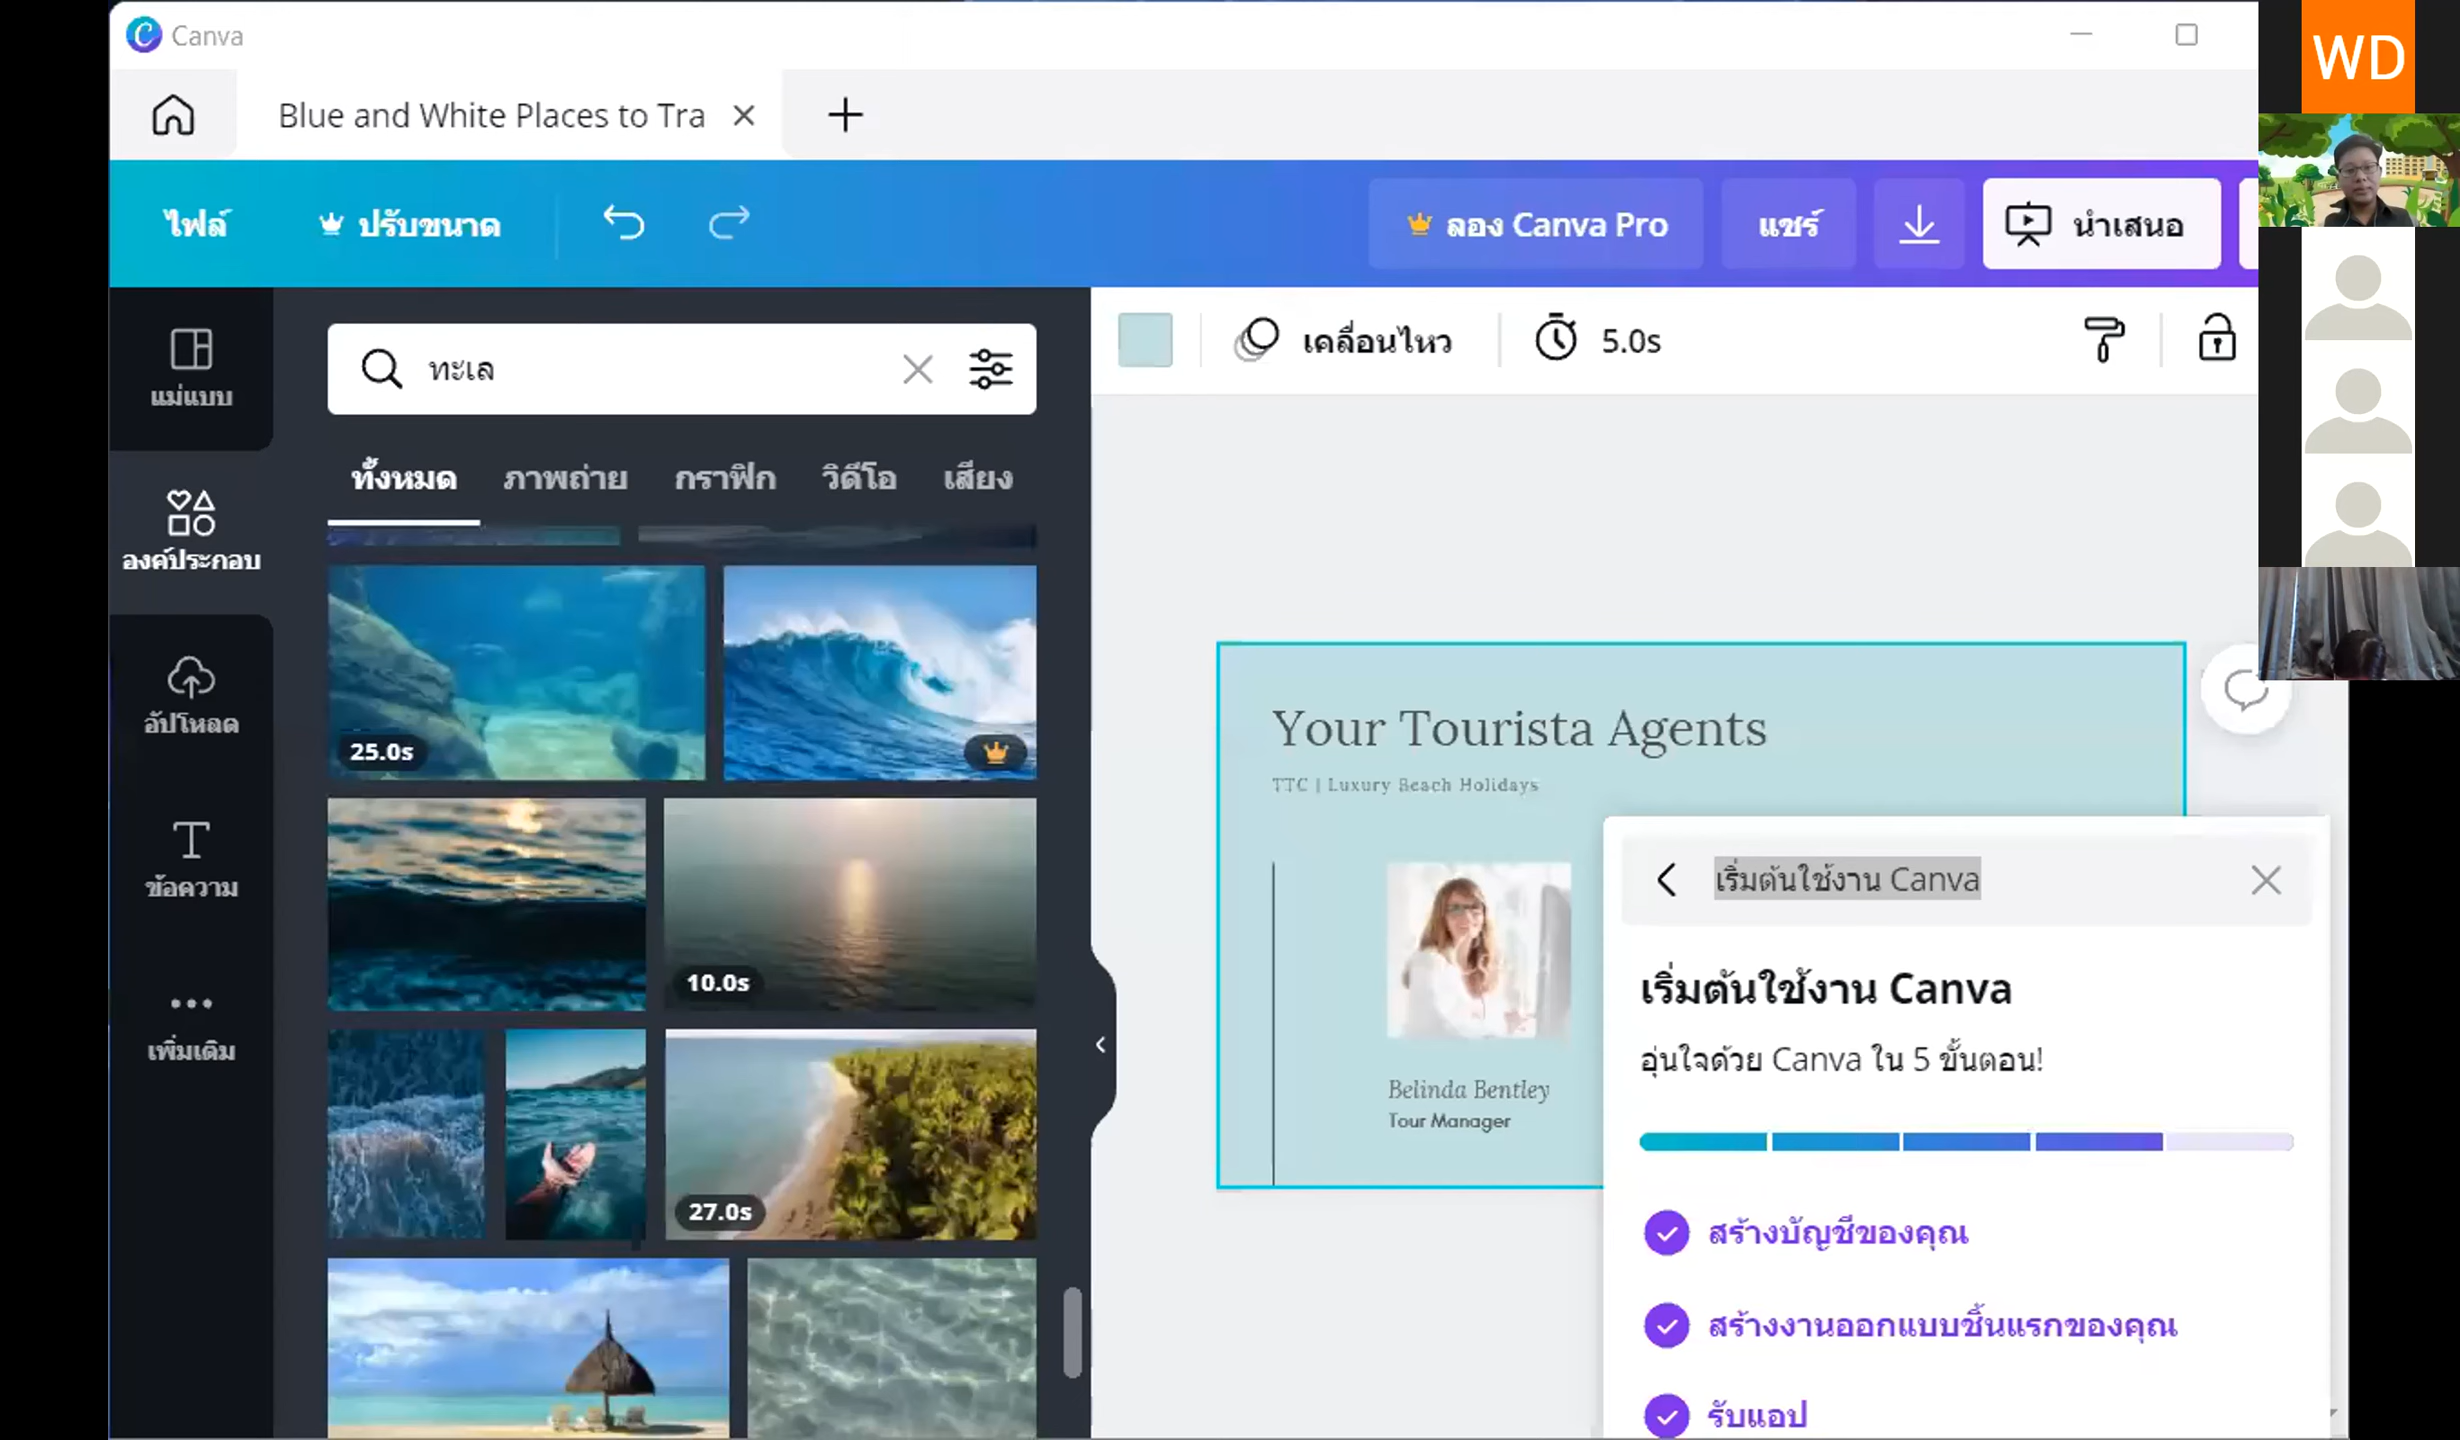 Canva
WD
Blue and White Places to Tra
ไฟล์
ปรับขนาด
ลอง Canva Pro
แชร์
นำเสนอ
แม่แบบ
องค์ประกอบ
อัปโหลด
ข้อความ
เพิ่มเติม
ทะเล
ทั้งหมด
ภาพถ่าย
กราฟิก
วิดีโอ
เสียง
25.0s
10.0s
27.0s
เคลื่อนไหว
5.0s
Your Tourista Agents
TTC | Luxury Beach Holidays
Belinda Bentley
Tour Manager
เริ่มต้นใช้งาน Canva
เริ่มต้นใช้งาน Canva
อุ่นใจด้วย Canva ใน 5 ขั้นตอน!
สร้างบัญชีของคุณ
สร้างงานออกแบบชิ้นแรกของคุณ
รับแอป